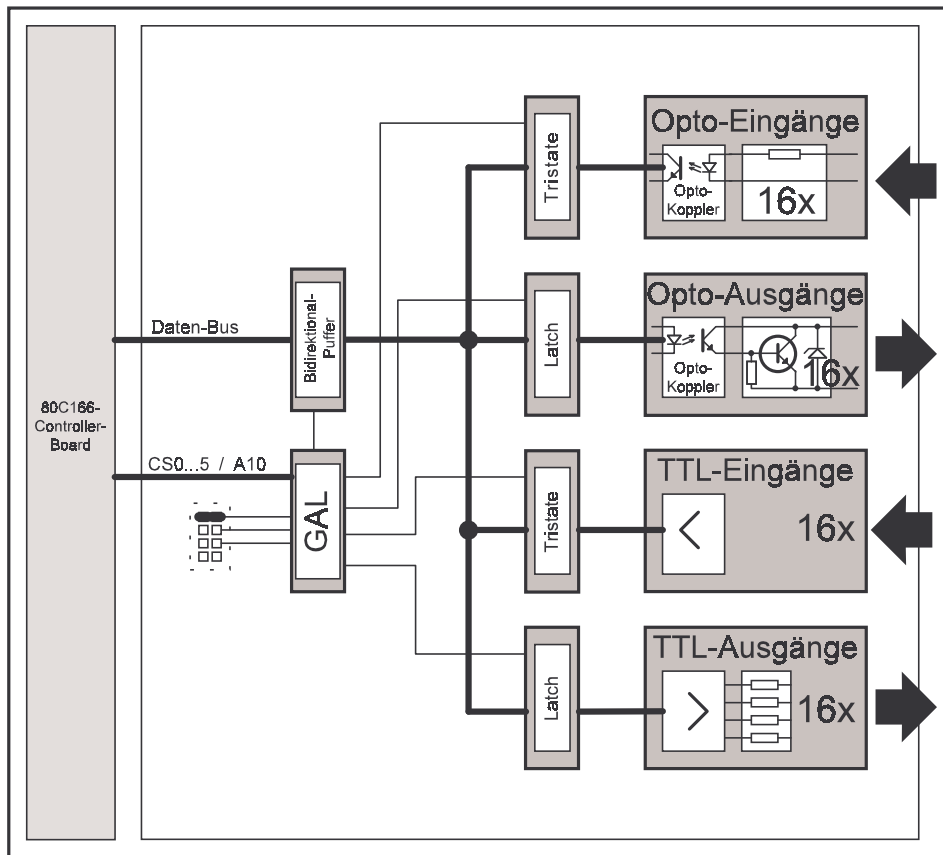 80C166-
Controller-
Board
Daten-Bus
CS0...5 / A10
Bidirektional-
Puffer
GAL
Tristate
Opto-Eingänge
Opto-
Koppler
16x
Latch
Opto-Ausgänge
Opto-
Koppler
16x
Tristate
TTL-Eingänge
16x
Latch
TTL-Ausgänge
16x